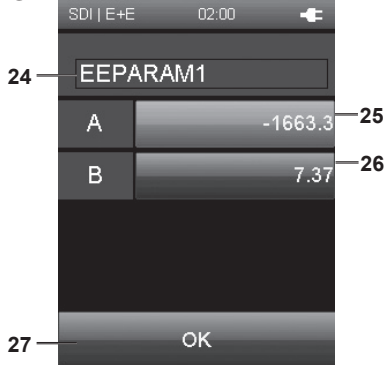 SDI | E+E 02:00
24 EEPARAM1
A -1663.3 25
B 7.37 26
27 OK